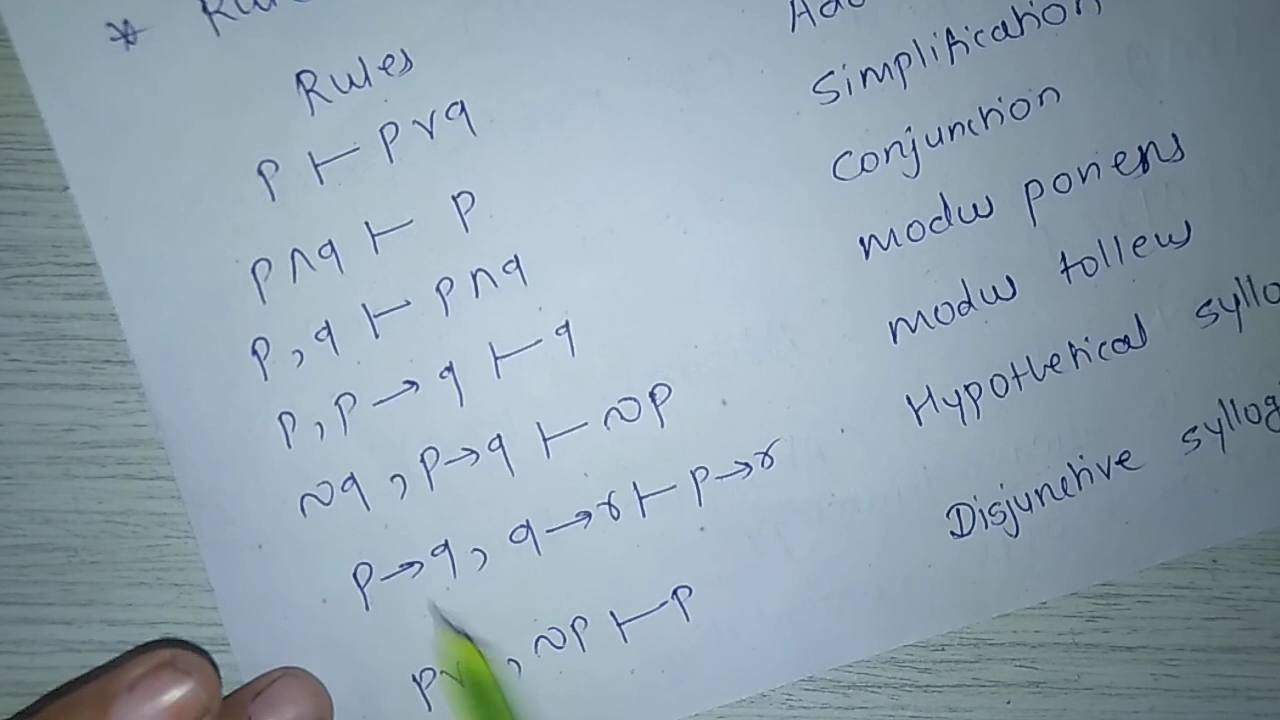 *
Rules
p ⊢ p∨q
Simplification
p∧q ⊢ p
Conjunction
p, q ⊢ p∧q
modus ponens
p, p→q ⊢ q
modus tollens
~q, p→q ⊢ ~p
Hypothetical
p→q, q→r ⊢ p→r
Disjunctive
p∨ , ~p ⊢ p